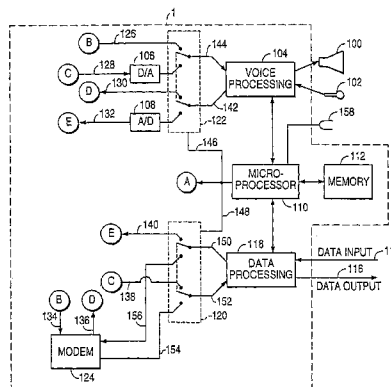 1
B 126
144
104
100
C 128
106
D/A
VOICE
PROCESSING
D 130
108
102
E 132
A/D
142
122
158
146
112
A
MICRO-
PROCESSOR
MEMORY
148
110
E 140
150
118
C
138
DATA
PROCESSING
DATA INPUT
116
DATA OUTPUT
B
D
134
136
156
152
120
MODEM
154
124